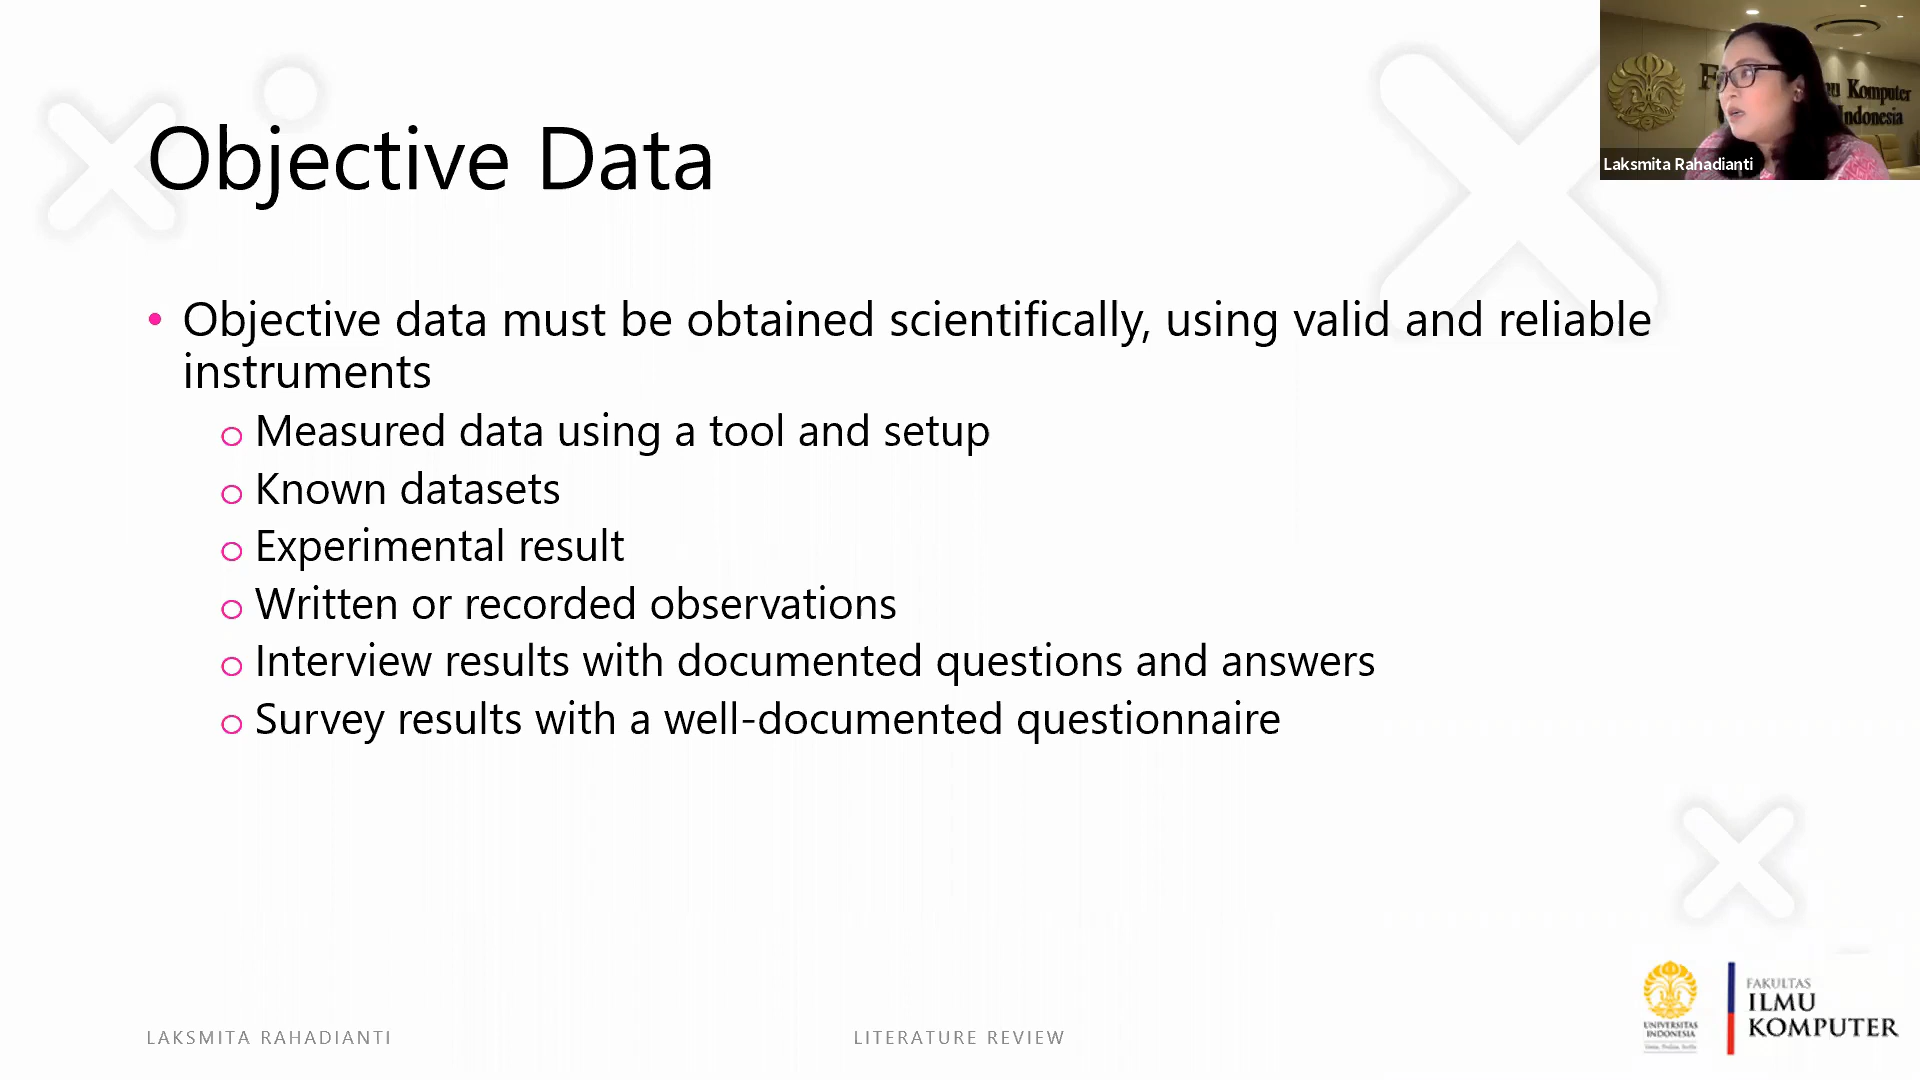 Objective Data
• Objective data must be obtained scientifically, using valid and reliable
instruments
o Measured data using a tool and setup
o Known datasets
o Experimental result
o Written or recorded observations
o Interview results with documented questions and answers
o Survey results with a well-documented questionnaire
Komputer
Indonesia
Laksmita Rahadianti
LAKSMITA RAHADIANTI
LITERATURE REVIEW
UNIVERSITAS
INDONESIA
FAKULTAS
ILMU
KOMPUTER